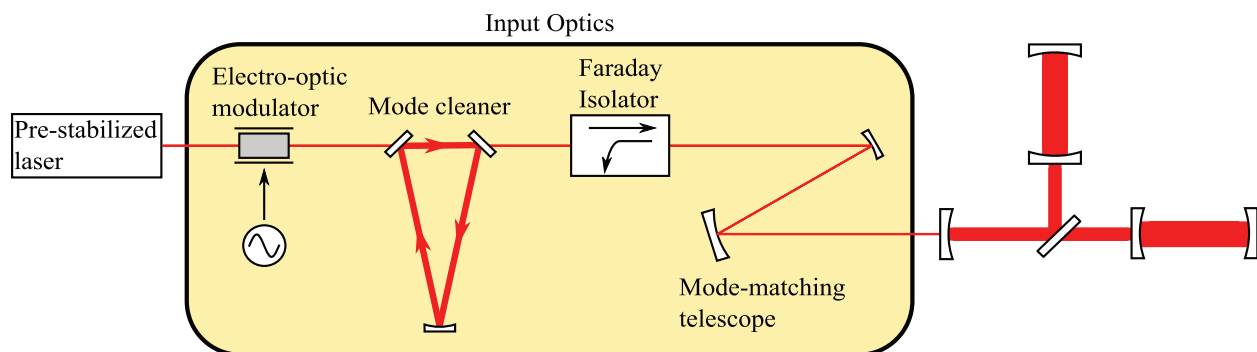 Input Optics
Pre-stabilized
laser
Electro-optic
modulator
Mode cleaner
Faraday
Isolator
Mode-matching
telescope